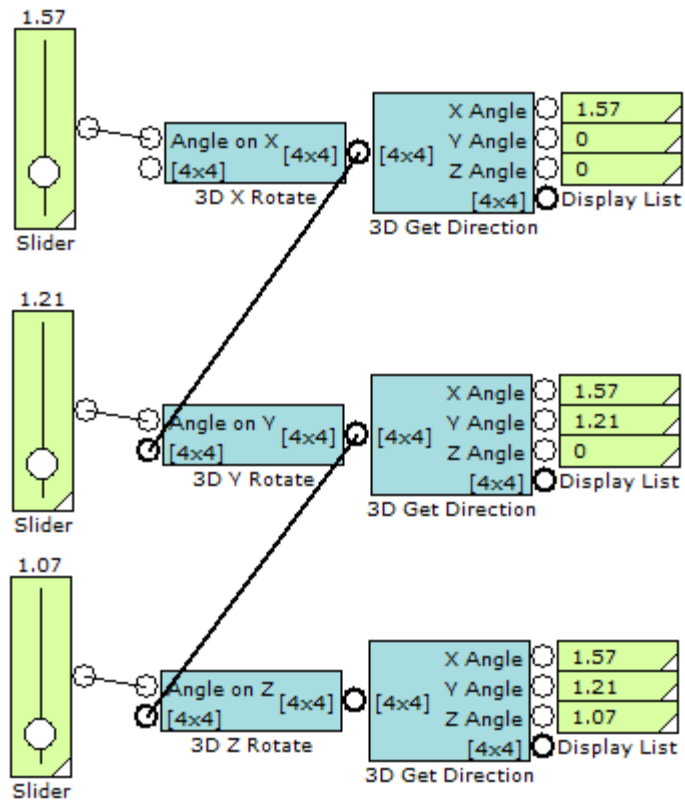 1.57
Angle on X [4x4]
[4x4]
3D X Rotate
Slider
[4x4]
X Angle
Y Angle
Z Angle
[4x4]
3D Get Direction
1.57
0
0
Display List
1.21
Angle on Y [4x4]
[4x4]
3D Y Rotate
Slider
[4x4]
X Angle
Y Angle
Z Angle
[4x4]
3D Get Direction
1.57
1.21
0
Display List
1.07
Angle on Z [4x4]
[4x4]
3D Z Rotate
Slider
[4x4]
X Angle
Y Angle
Z Angle
[4x4]
3D Get Direction
1.57
1.21
1.07
Display List